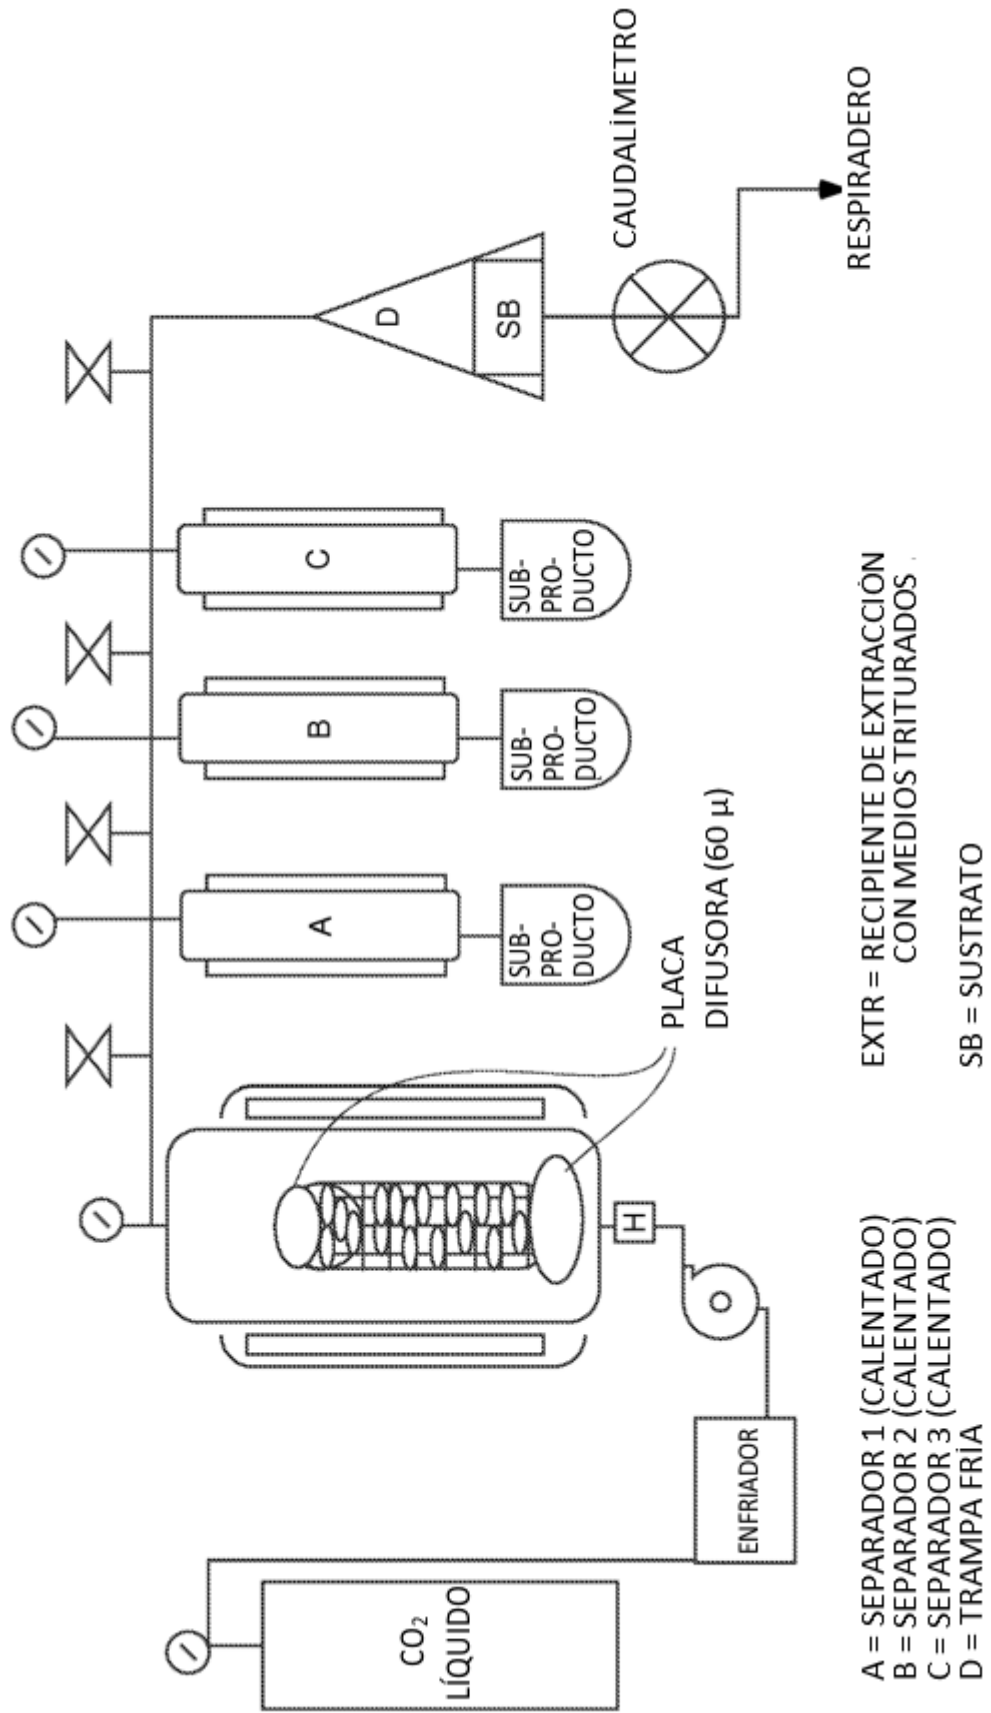 CO₂
LÍQUIDO
ENFRIADOR
H
PLACA
DIFUSORA (60 µ)
A
SUB-
PRO-
DUCTO
B
SUB-
PRO-
DUCTO
C
SUB-
PRO-
DUCTO
D
SB
CAUDALÍMETRO
RESPIRADERO
A = SEPARADOR 1 (CALENTADO)
B = SEPARADOR 2 (CALENTADO)
C = SEPARADOR 3 (CALENTADO)
D = TRAMPA FRÍA
EXTR = RECIPIENTE DE EXTRACCIÓN
CON MEDIOS TRITURADOS
SB = SUSTRATO